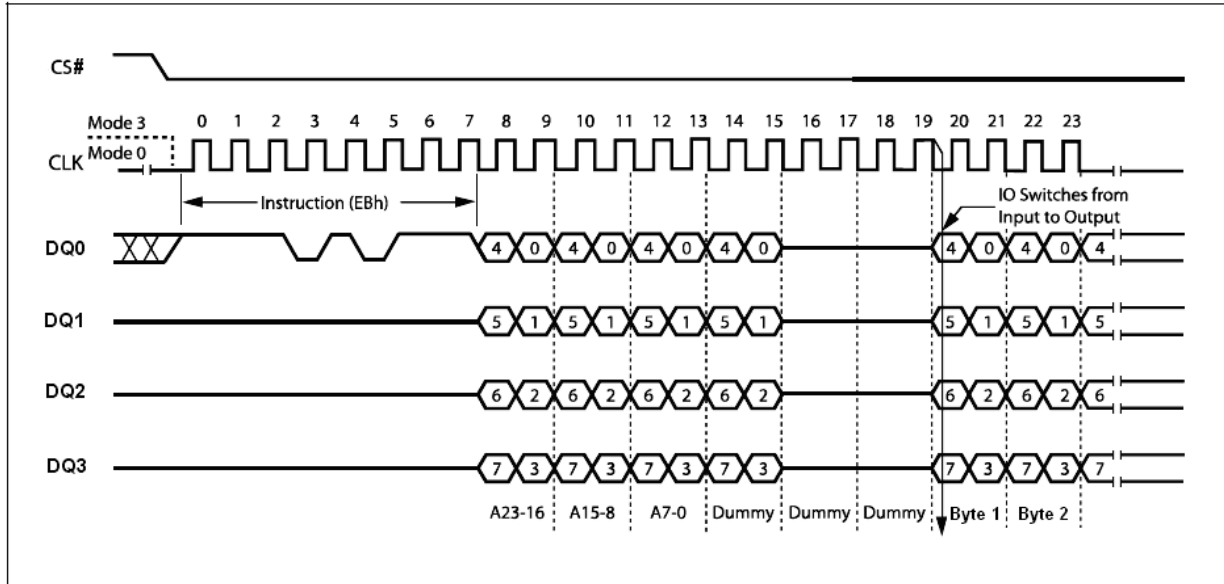 CS#
Mode 3 0 1 2 3 4 5 6 7 8 9 10 11 12 13 14 15 16 17 18 19 20 21 22 23
Mode 0
CLK
Instruction (EBh)
IO Switches from
Input to Output
DQ0 4 0 4 0 4 0 4 0 4 0 4 0 4
DQ1 5 1 5 1 5 1 5 1 5 1 5 1 5
DQ2 6 2 6 2 6 2 6 2 6 2 6 2 6
DQ3 7 3 7 3 7 3 7 3 7 3 7 3 7
A23-16 A15-8 A7-0 Dummy Dummy Dummy Byte 1 Byte 2